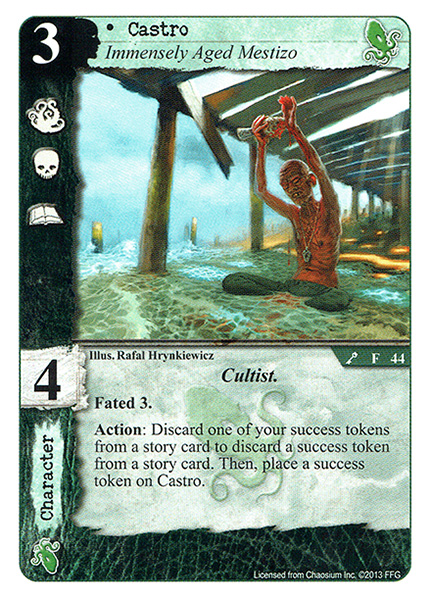 3
• Castro
Immensely Aged Mestizo
Illus. Rafal Hrynkiewicz
F 44
4
Cultist.
Fated 3.
Action: Discard one of your success tokens
from a story card to discard a success token
from a story card. Then, place a success
token on Castro.
Character
Licensed from Chaosium Inc. ©2013 FFG